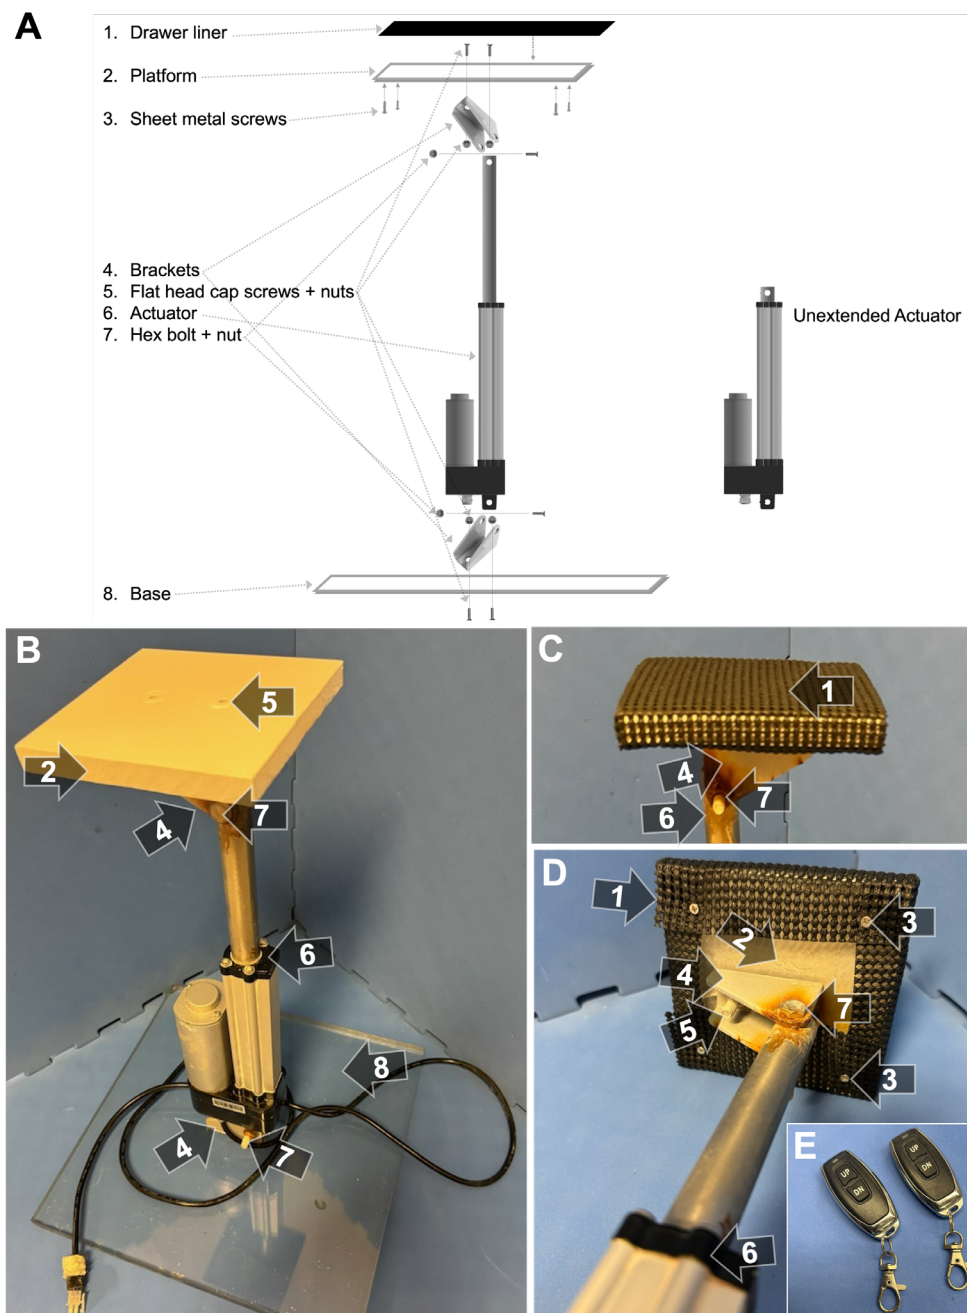 A
1. Drawer liner
2. Platform
3. Sheet metal screws
4. Brackets
5. Flat head cap screws + nuts
6. Actuator
7. Hex bolt + nut
Unextended Actuator
8. Base
B
5
2
4
7
6
8
4
7
C
1
4
7
6
D
1
3
2
4
7
5
3
6
E
UP
DN
UP
DN